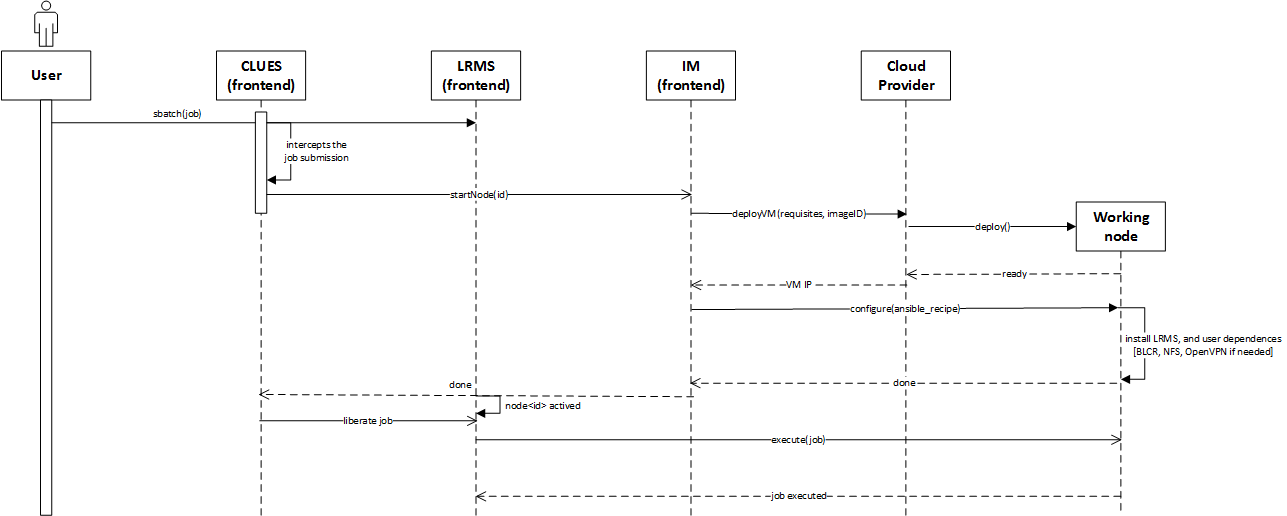 User
CLUES
(frontend)
LRMS
(frontend)
IM
(frontend)
Cloud
Provider
sbatch(job)
intercepts the
job submission
startNode(id)
deployVM(requisites, imageID)
Working
node
deploy()
ready
VM IP
configure(ansible_recipe)
install LRMS, and user dependences
[BLCR, NFS, OpenVPN if needed]
done
done
node<id> actived
liberate job
execute(job)
job executed